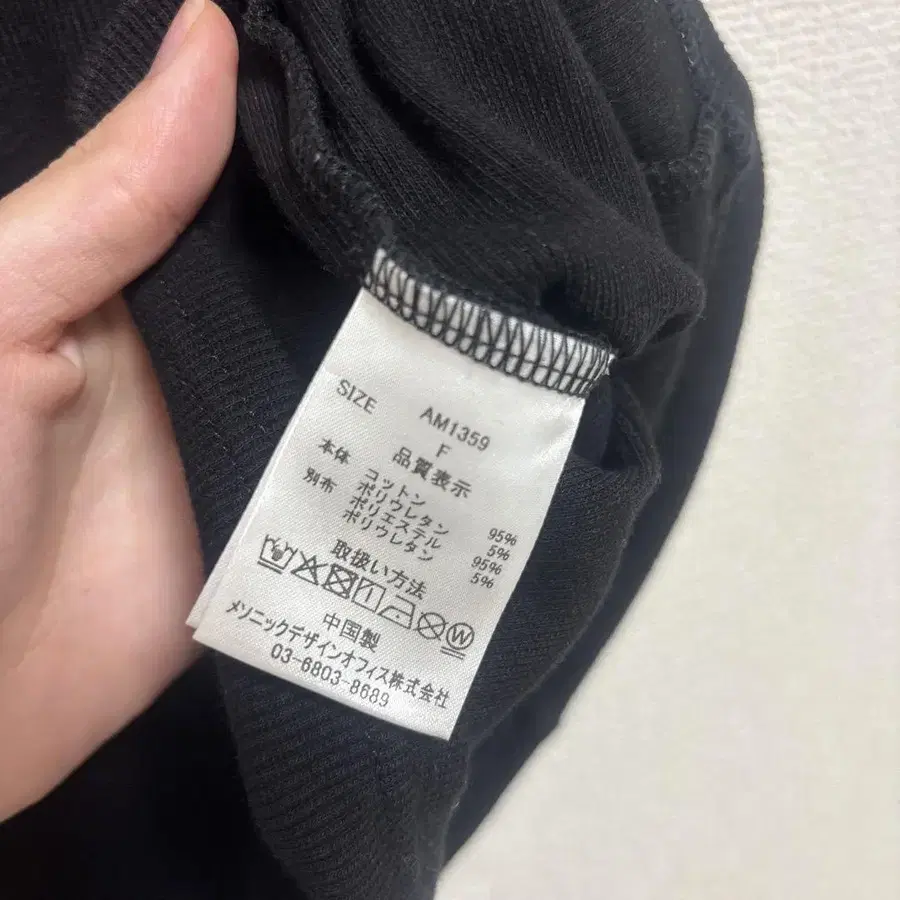 AM1359
SIZE F
品質表示
本体 コットン 95%
ポリウレタン 5%
別布 ポリエステル 95%
ポリウレタン 5%
取扱い方法
W
中国製
メソニックデザインオフィス株式会社
03-6803-8689